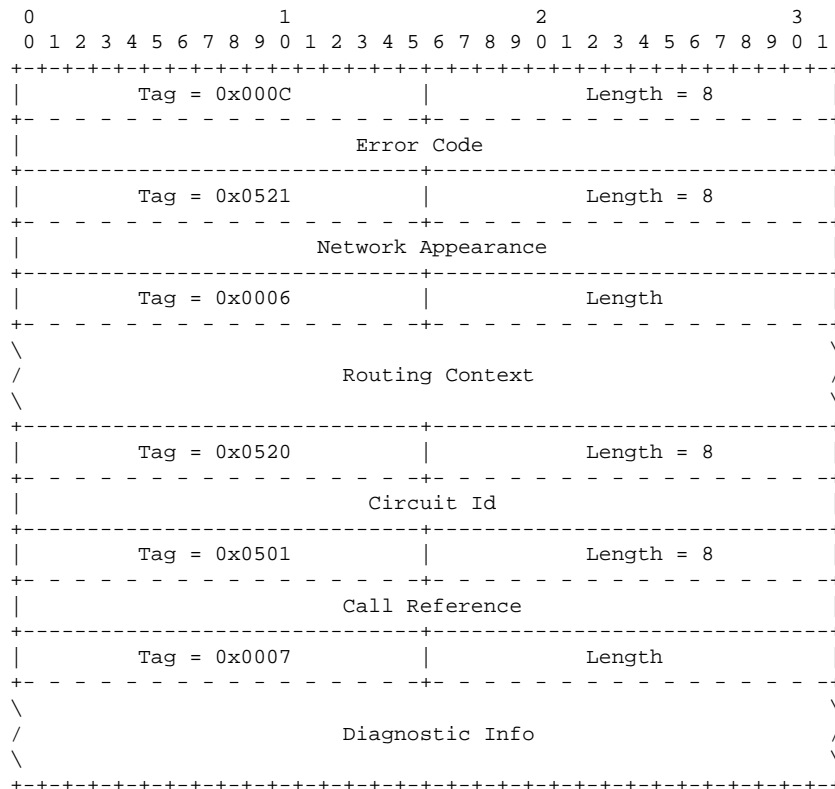 0                   1                   2                   3
 0 1 2 3 4 5 6 7 8 9 0 1 2 3 4 5 6 7 8 9 0 1 2 3 4 5 6 7 8 9 0 1
+-+-+-+-+-+-+-+-+-+-+-+-+-+-+-+-+-+-+-+-+-+-+-+-+-+-+-+-+-+-+-+-+
|         Tag = 0x000C          |            Length = 8         |
+- - - - - - - - - - - - - - - -+- - - - - - - - - - - - - - - -+
|                          Error Code                           |
+-------------------------------+-------------------------------+
|         Tag = 0x0521          |            Length = 8         |
+- - - - - - - - - - - - - - - -+- - - - - - - - - - - - - - - -+
|                       Network Appearance                      |
+-------------------------------+-------------------------------+
|         Tag = 0x0006          |            Length             |
+- - - - - - - - - - - - - - - -+- - - - - - - - - - - - - - - -+
\                                                               \
/                         Routing Context                       /
\                                                               \
+-------------------------------+-------------------------------+
|         Tag = 0x0520          |            Length = 8         |
+- - - - - - - - - - - - - - - -+- - - - - - - - - - - - - - - -+
|                           Circuit Id                          |
+-------------------------------+-------------------------------+
|         Tag = 0x0501          |            Length = 8         |
+- - - - - - - - - - - - - - - -+- - - - - - - - - - - - - - - -+
|                         Call Reference                        |
+-------------------------------+-------------------------------+
|         Tag = 0x0007          |            Length             |
+- - - - - - - - - - - - - - - -+- - - - - - - - - - - - - - - -+
\                                                               \
/                         Diagnostic Info                       /
\                                                               \
+-+-+-+-+-+-+-+-+-+-+-+-+-+-+-+-+-+-+-+-+-+-+-+-+-+-+-+-+-+-+-+-+